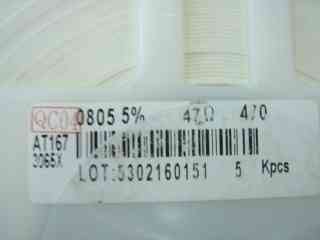 QC04 0805 5% 47Ω 470
AT167
3065X
LOT:5302160151 5 Kpcs